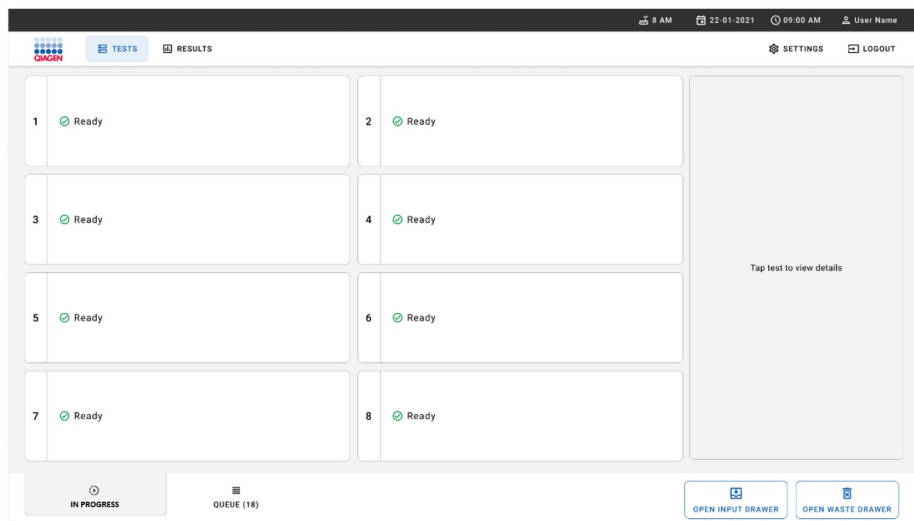 8 AM 22-01-2021 09:00 AM User Name
QIAGEN TESTS RESULTS SETTINGS LOGOUT
1 Ready
2 Ready
3 Ready
4 Ready
Tap test to view details
5 Ready
6 Ready
7 Ready
8 Ready
IN PROGRESS
QUEUE (18)
OPEN INPUT DRAWER
OPEN WASTE DRAWER